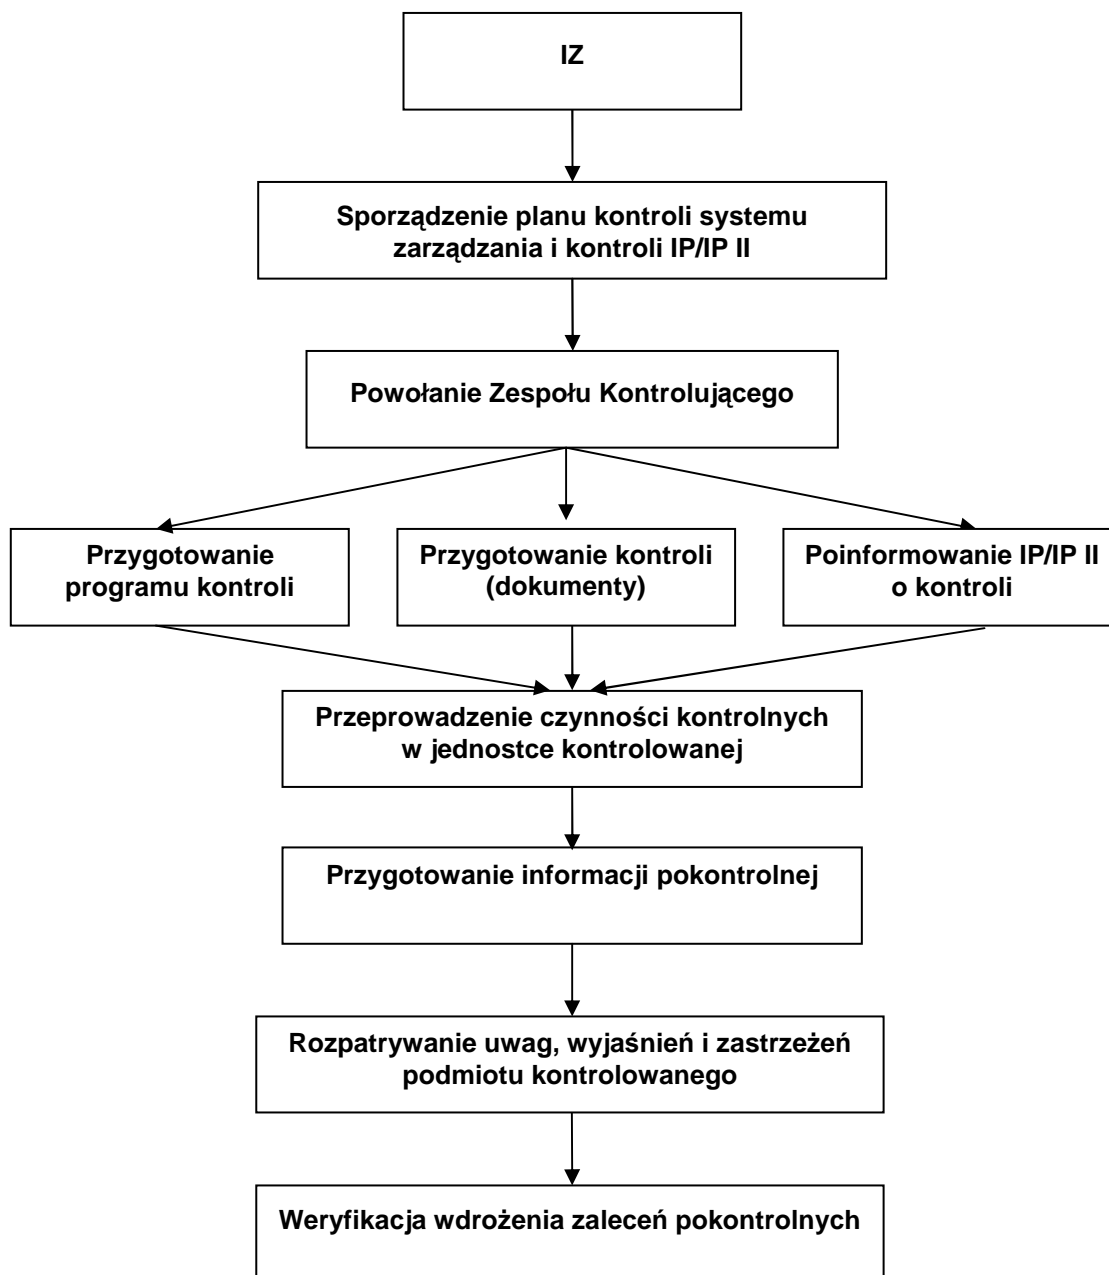 IZ
Sporządzenie planu kontroli systemu
zarządzania i kontroli IP/IP II
Powołanie Zespołu Kontrolującego
Przygotowanie
programu kontroli
Przygotowanie kontroli
(dokumenty)
Poinformowanie IP/IP II
o kontroli
Przeprowadzenie czynności kontrolnych
w jednostce kontrolowanej
Przygotowanie informacji pokontrolnej
Rozpatrywanie uwag, wyjaśnień i zastrzeżeń
podmiotu kontrolowanego
Weryfikacja wdrożenia zaleceń pokontrolnych